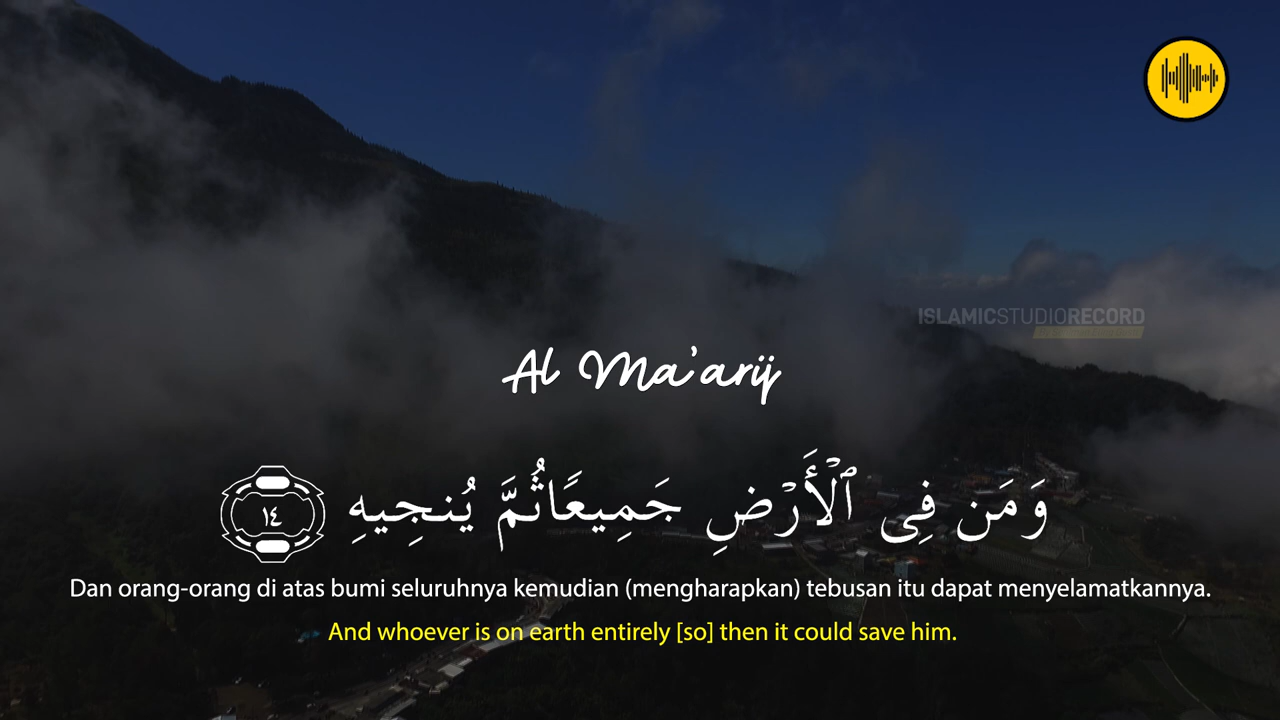 ISLAMICSTUDIORECORD
Al Ma'arij
وَمَن فِى ٱلْأَرْضِ جَمِيعًاثُمَّ يُنجِيهِ ١٤
Dan orang-orang di atas bumi seluruhnya kemudian (mengharapkan) tebusan itu dapat menyelamatkannya.
And whoever is on earth entirely [so] then it could save him.